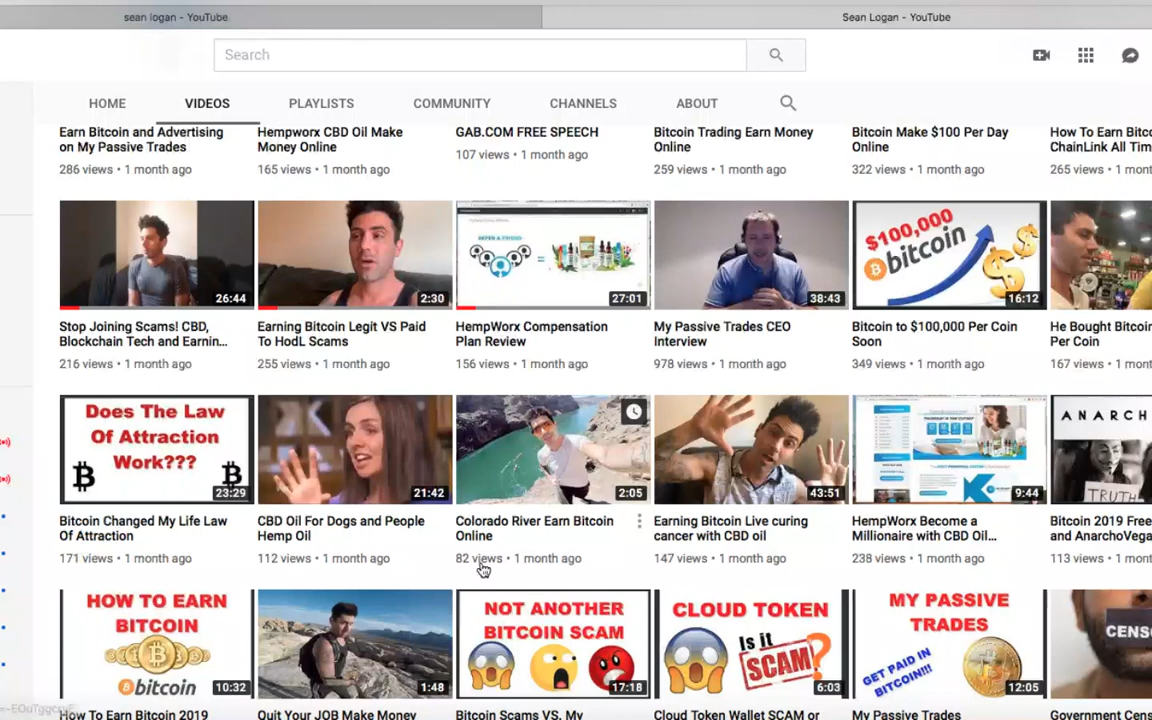 sean logan - YouTube
Sean Logan - YouTube
Search
HOME
VIDEOS
PLAYLISTS
COMMUNITY
CHANNELS
ABOUT
Earn Bitcoin and Advertising
on My Passive Trades
286 views • 1 month ago
Hempworx CBD Oil Make
Money Online
165 views • 1 month ago
GAB.COM FREE SPEECH
107 views • 1 month ago
Bitcoin Trading Earn Money
Online
259 views • 1 month ago
Bitcoin Make $100 Per Day
Online
322 views • 1 month ago
How To Earn Bitc
ChainLink All Tim
265 views • 1 mon
26:44
2:30
REFER A FRIEND
27:01
38:43
$100,000
bitcoin
16:12
Stop Joining Scams! CBD,
Blockchain Tech and Earnin...
216 views • 1 month ago
Earning Bitcoin Legit VS Paid
To HodL Scams
255 views • 1 month ago
HempWorx Compensation
Plan Review
156 views • 1 month ago
My Passive Trades CEO
Interview
978 views • 1 month ago
Bitcoin to $100,000 Per Coin
Soon
349 views • 1 month ago
He Bought Bitcoin
Per Coin
167 views • 1 mon
Does The Law
Of Attraction
Work???
23:29
21:42
2:05
43:51
9:44
ANARCH
TRUTH
Bitcoin Changed My Life Law
Of Attraction
171 views • 1 month ago
CBD Oil For Dogs and People
Hemp Oil
112 views • 1 month ago
Colorado River Earn Bitcoin
Online
82 views • 1 month ago
Earning Bitcoin Live curing
cancer with CBD oil
147 views • 1 month ago
HempWorx Become a
Millionaire with CBD Oil...
238 views • 1 month ago
Bitcoin 2019 Free
and AnarchoVega
113 views • 1 mon
HOW TO EARN
BITCOIN
bitcoin
10:32
1:48
NOT ANOTHER
BITCOIN SCAM
17:18
CLOUD TOKEN
Is it
SCAM?
6:03
MY PASSIVE
TRADES
GET PAID IN
BITCOIN!!!
12:05
CENSO
How To Earn Bitcoin 2019
Quit Your JOB Make Money
Bitcoin Scams VS. My
Cloud Token Wallet SCAM or
My Passive Trades
Government Cens